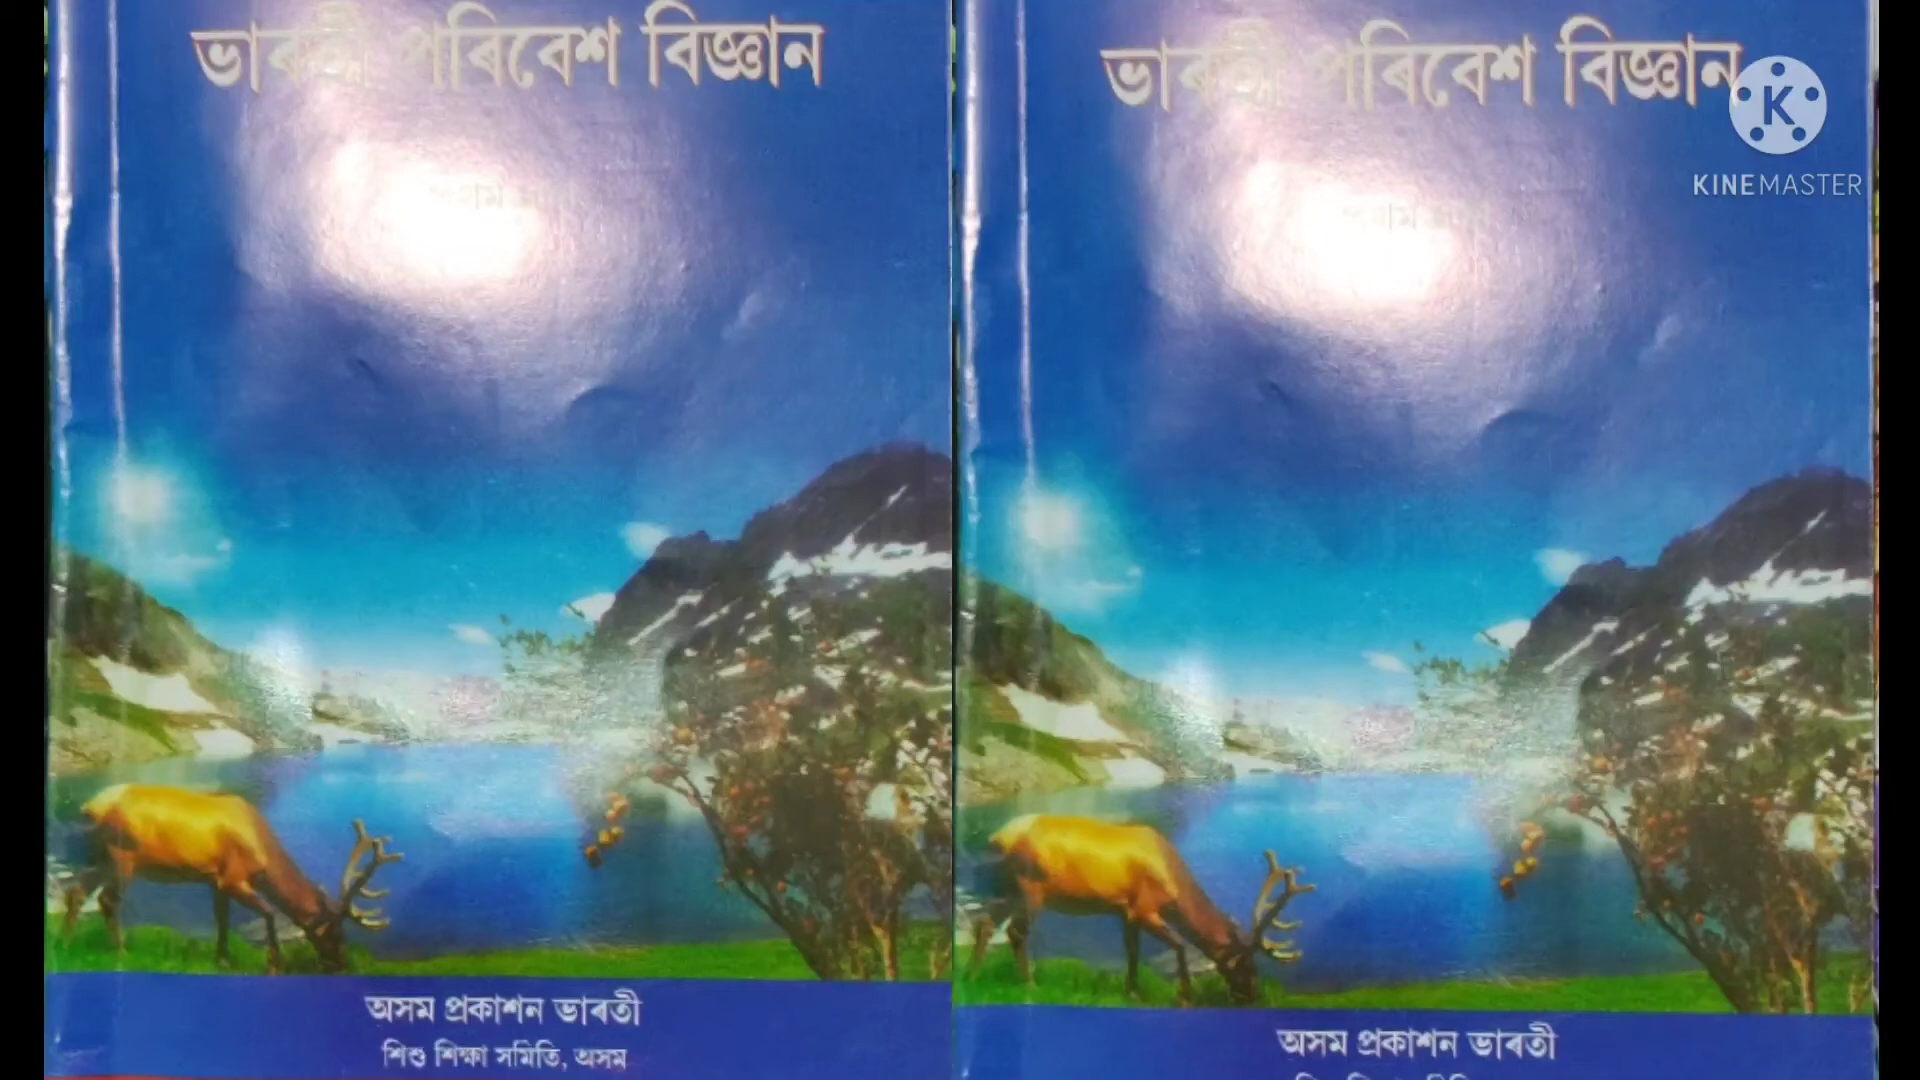 ভাৰতী পৰিবেশ বিজ্ঞান
অসম প্ৰকাশন ভাৰতী
শিশু শিক্ষা সমিতি, অসম
ভাৰতী পৰিবেশ বিজ্ঞান
অসম প্ৰকাশন ভাৰতী
KINEMASTER